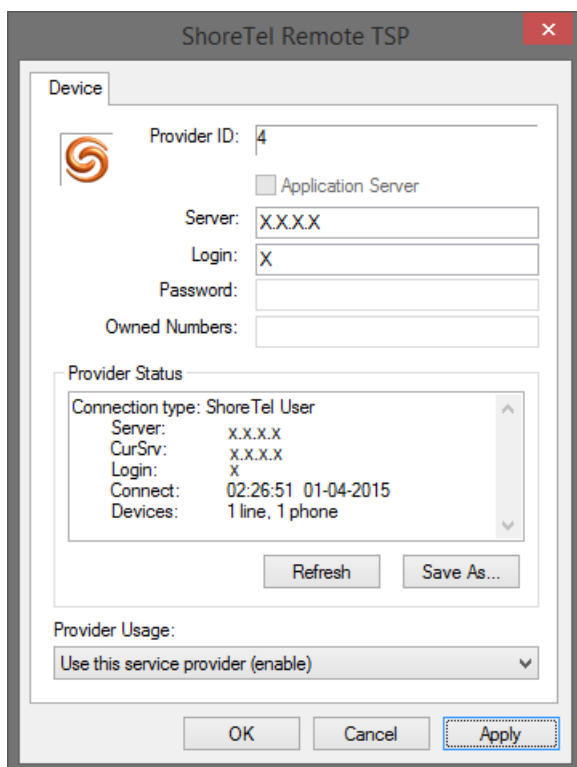 ShoreTel Remote TSP
Device
Provider ID: 4
Application Server
Server: X.X.X.X
Login: X
Password:
Owned Numbers:
Provider Status
Connection type: ShoreTel User
Server: X.X.X.X
CurSrv: X.X.X.X
Login: X
Connect: 02:26:51 01-04-2015
Devices: 1 line, 1 phone
Refresh Save As...
Provider Usage:
Use this service provider (enable)
OK Cancel Apply